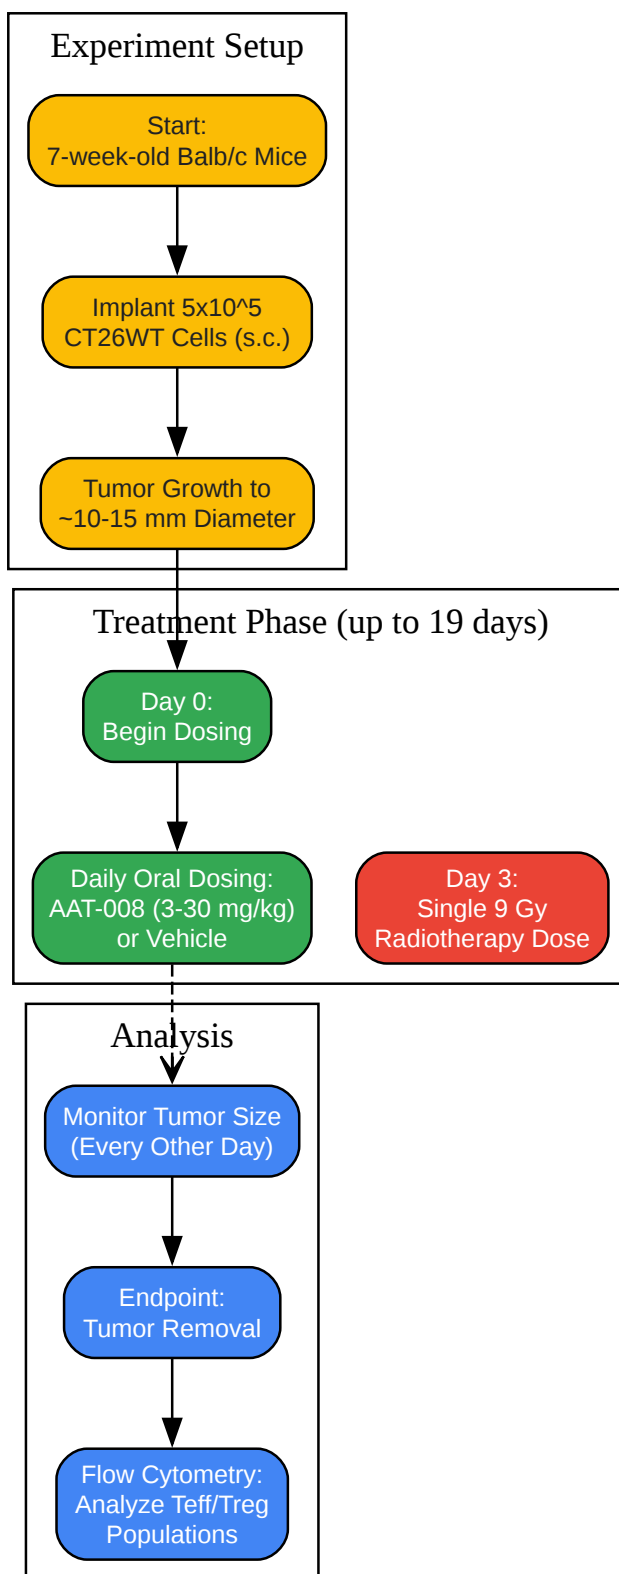 Experiment Setup
Start:
7-week-old Balb/c Mice
Implant 5x10^5
CT26WT Cells (s.c.)
Tumor Growth to
~10-15 mm Diameter
Treatment Phase (up to 19 days)
Day 0:
Begin Dosing
Daily Oral Dosing:
AAT-008 (3-30 mg/kg)
or Vehicle
Day 3:
Single 9 Gy
Radiotherapy Dose
Analysis
Monitor Tumor Size
(Every Other Day)
Endpoint:
Tumor Removal
Flow Cytometry:
Analyze Teff/Treg
Populations